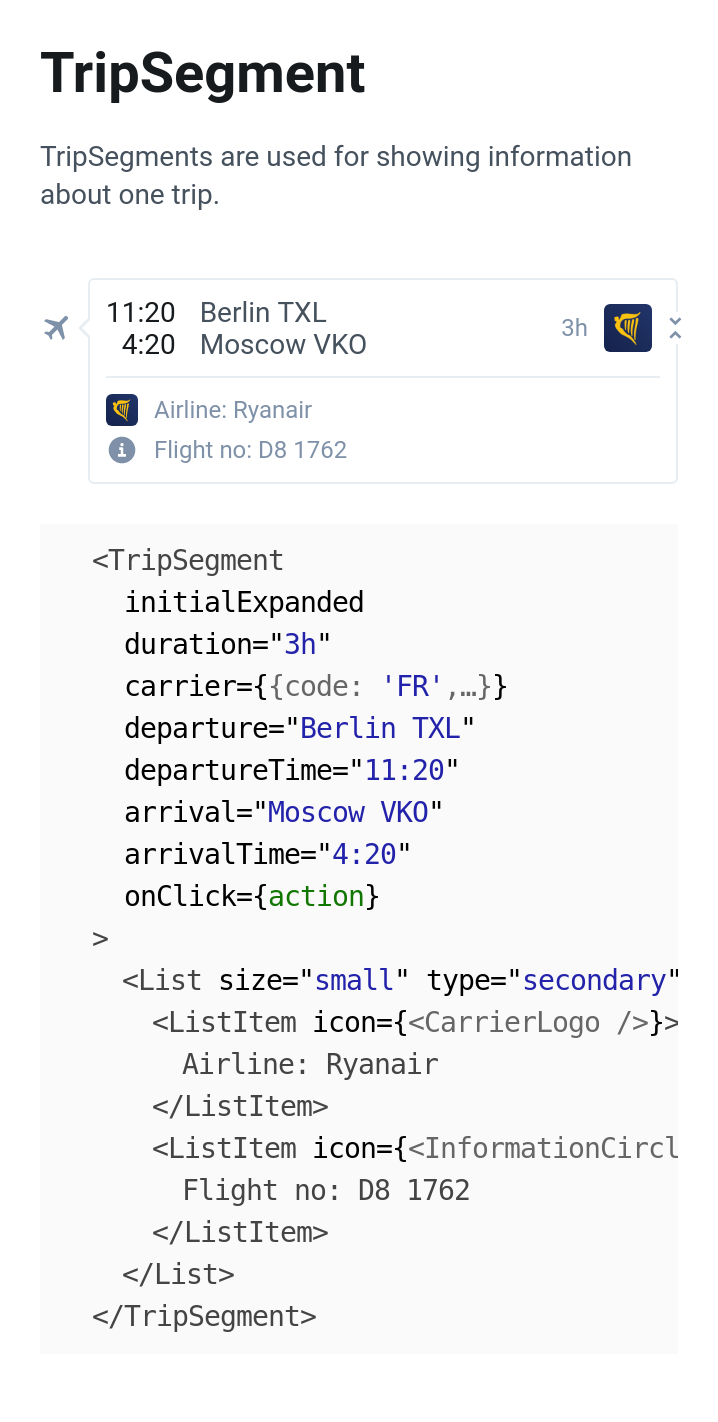 TripSegment
TripSegments are used for showing information
about one trip.
11:20 Berlin TXL
4:20 Moscow VKO
3h
Airline: Ryanair
Flight no: D8 1762
<TripSegment
initialExpanded
duration="3h"
carrier={{code: 'FR',…}}
departure="Berlin TXL"
departureTime="11:20"
arrival="Moscow VKO"
arrivalTime="4:20"
onClick={action}
>
<List size="small" type="secondary"
<ListItem icon={<CarrierLogo />}>
Airline: Ryanair
</ListItem>
<ListItem icon={<InformationCircl
Flight no: D8 1762
</ListItem>
</List>
</TripSegment>